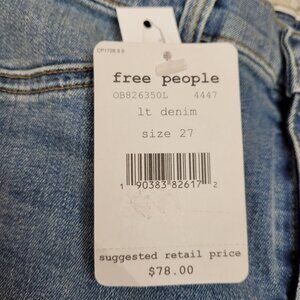 free people
OB826350L 4447
lt denim
size 27
1 90383 82617 2
suggested retail price
$78.00